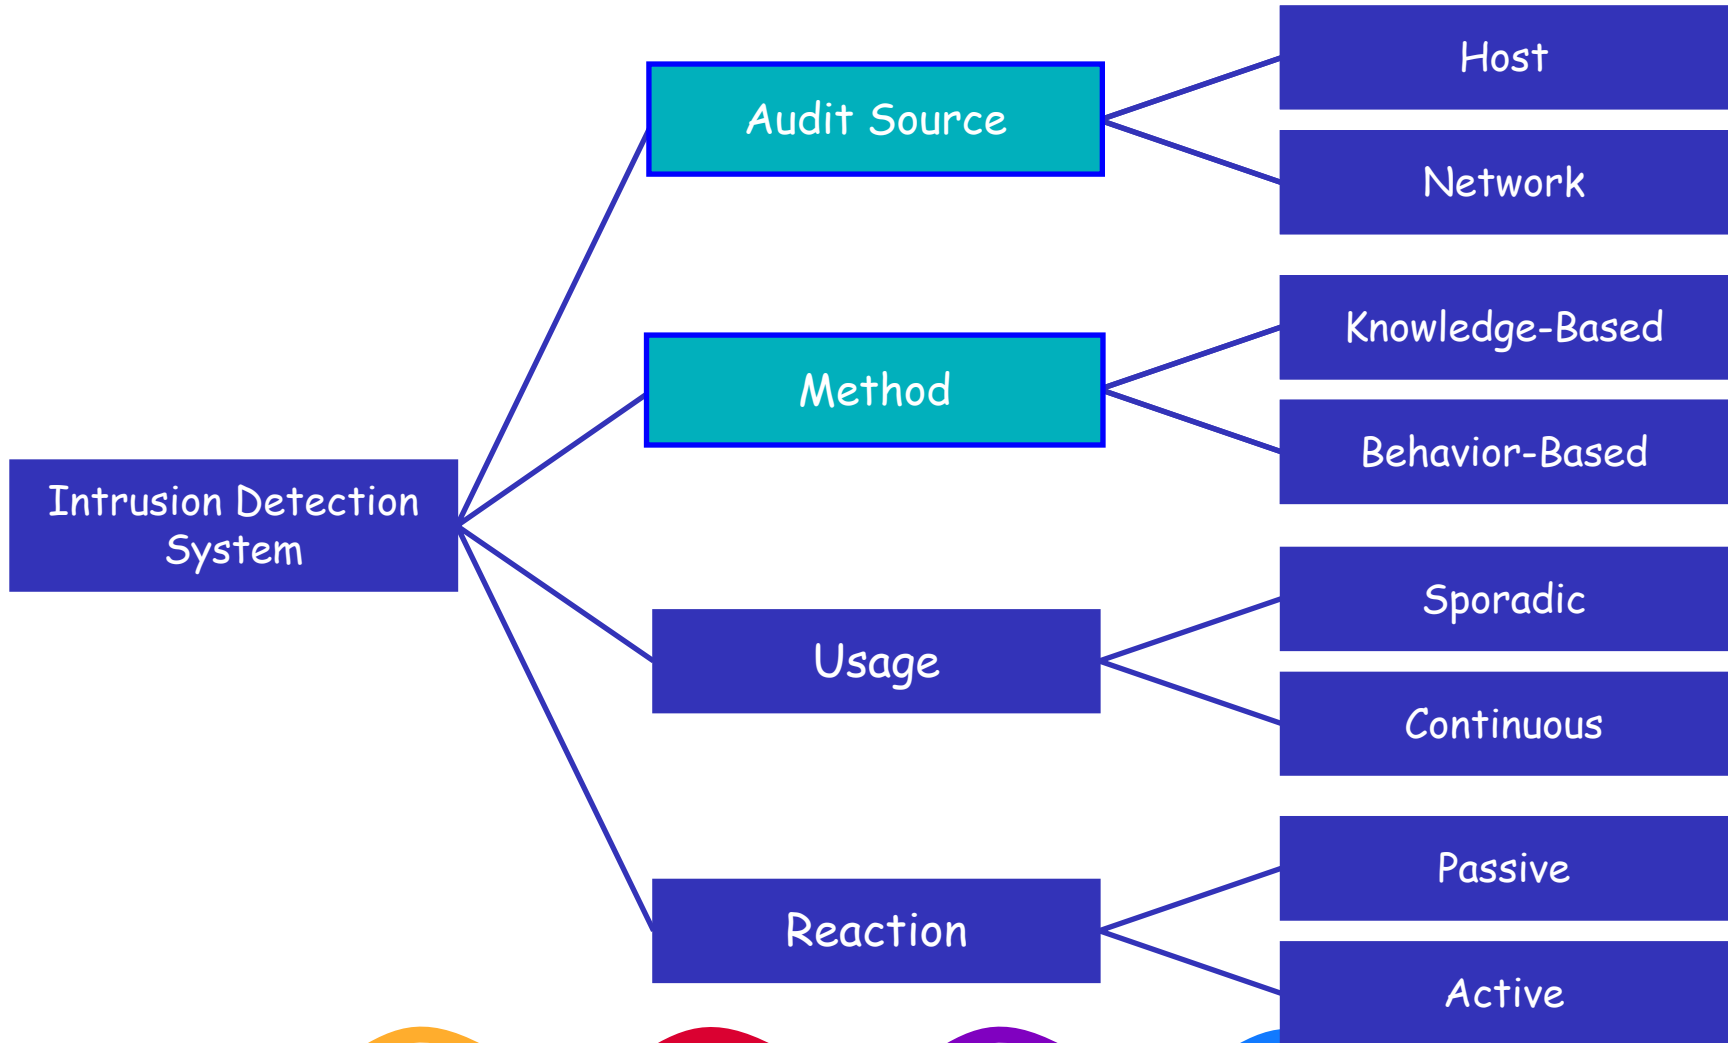 Host
Audit Source
Network
Knowledge-Based
Method
Behavior-Based
Intrusion Detection
System
Sporadic
Usage
Continuous
Passive
Reaction
Active